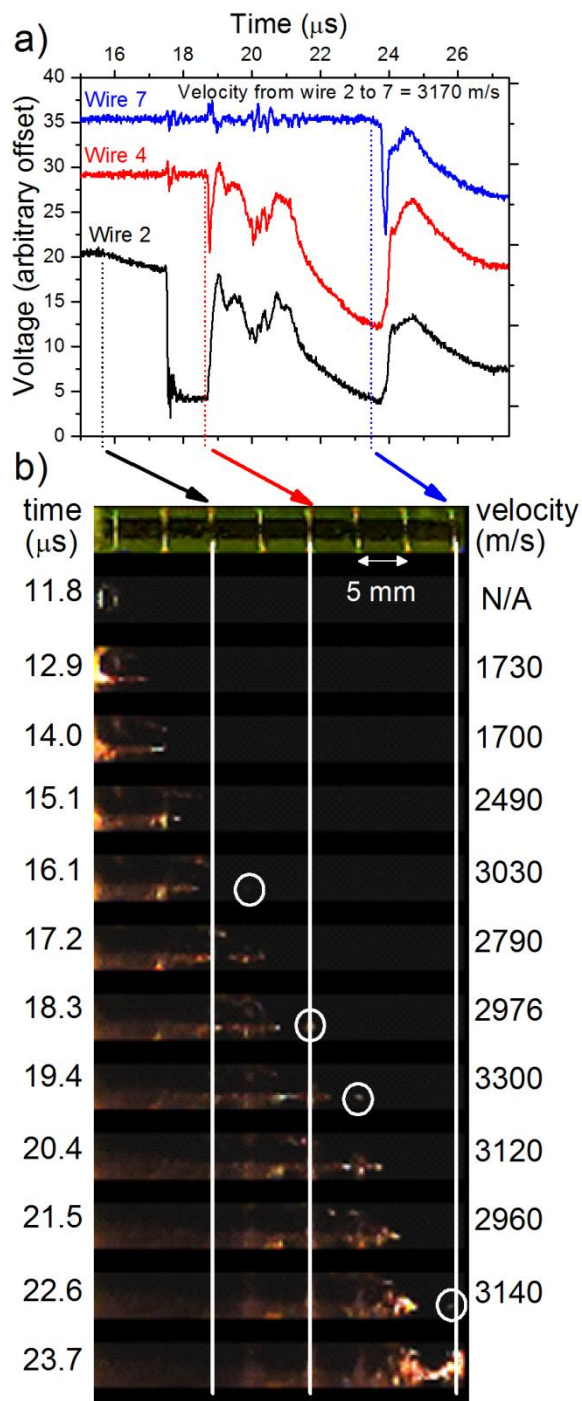 Time (μs)
a)
16 18 20 22 24 26
Voltage (arbitrary offset)
40
35
30
25
20
15
10
5
0
Velocity from wire 2 to 7 = 3170 m/s
Wire 7
Wire 4
Wire 2
b)
time
(μs)
velocity
(m/s)
5 mm
11.8 N/A
12.9 1730
14.0 1700
15.1 2490
16.1 3030
17.2 2790
18.3 2976
19.4 3300
20.4 3120
21.5 2960
22.6 3140
23.7